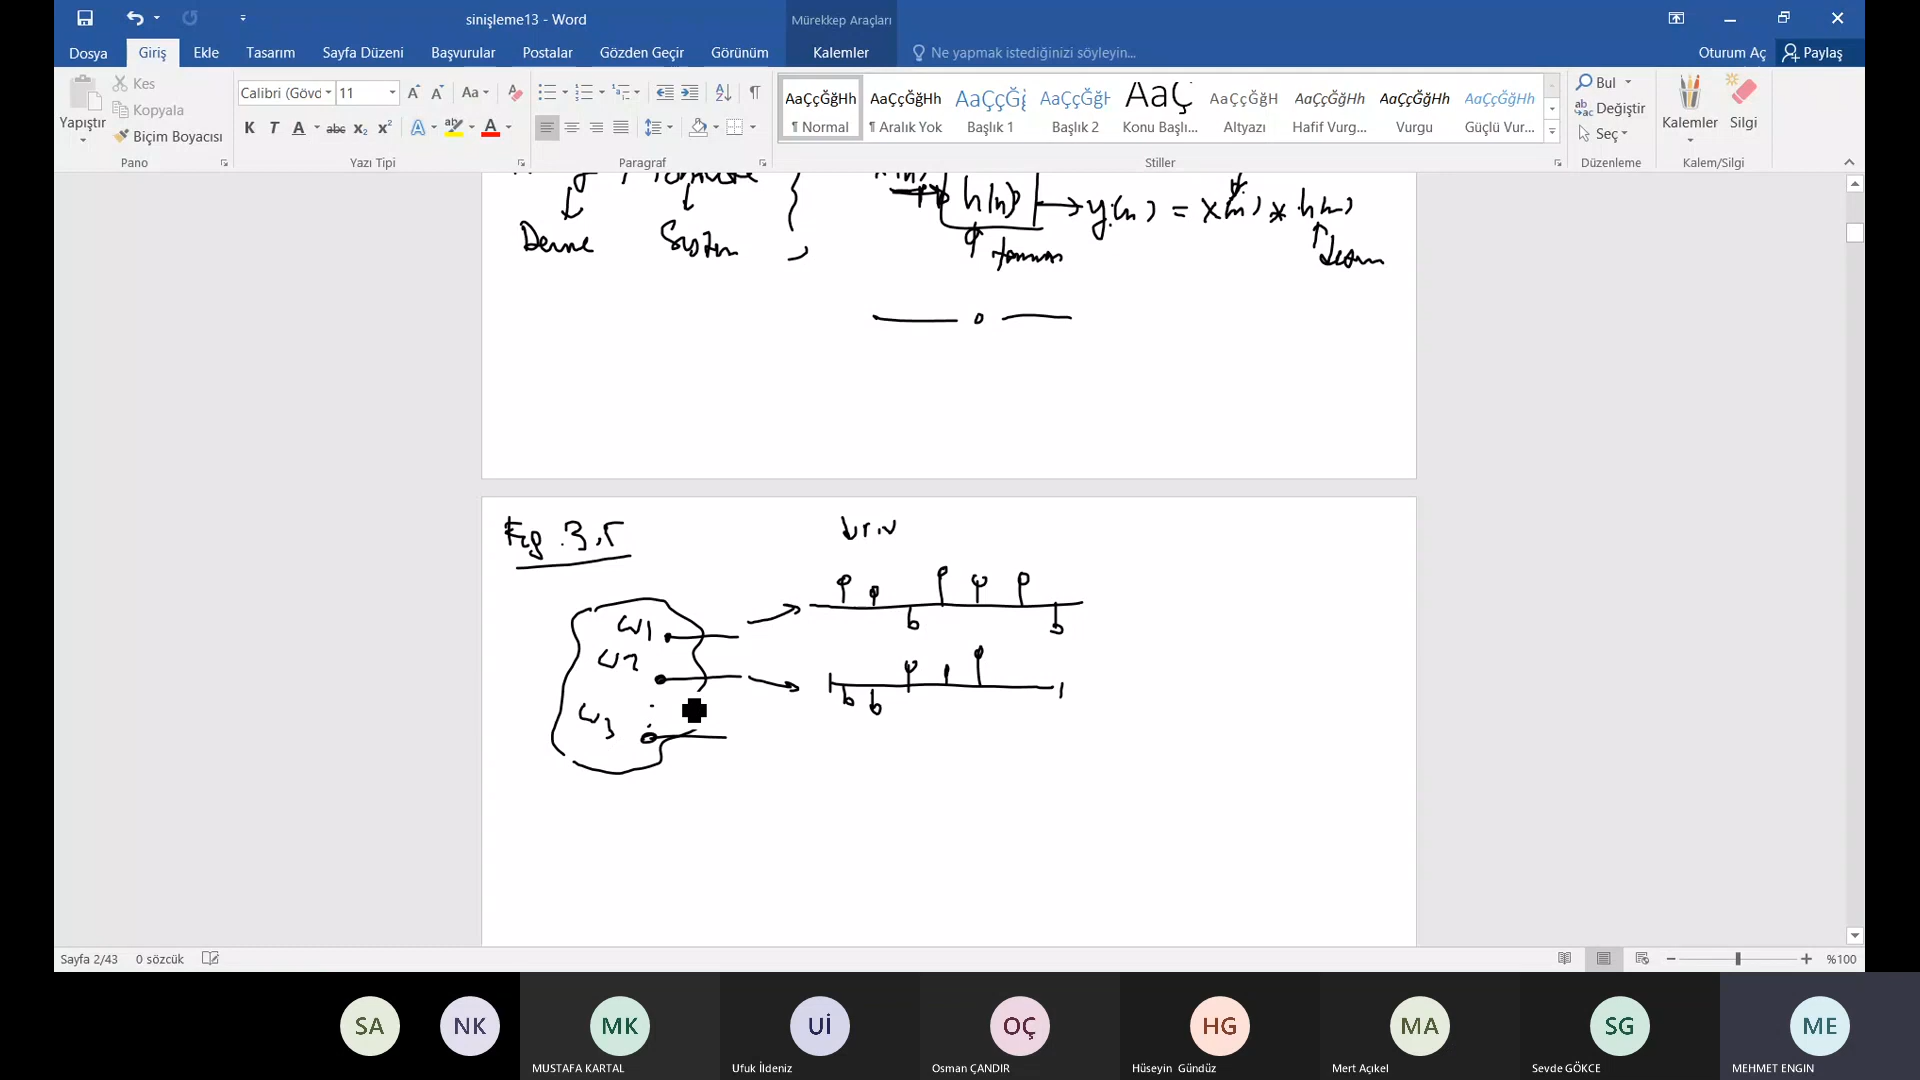 sinişleme13 - Word
Mürekkep Araçları
Dosya Giriş Ekle Tasarım Sayfa Düzeni Başvurular Postalar Gözden Geçir Görünüm Kalemler Ne yapmak istediğinizi söyleyin... Oturum Aç Paylaş
Yapıştır
Kes
Kopyala
Biçim Boyacısı
Pano
Calibri (Gövd 11
K T A abc x₂ x²
Yazı Tipi
Paragraf
AaÇçĞğHh
¶ Normal
AaÇçĞğHh
¶ Aralık Yok
AaÇçĞğ
Başlık 1
AaÇçĞğH
Başlık 2
AaÇ
Konu Başlı...
AaÇçĞğH
Altyazı
AaÇçĞğHh
Hafif Vurg...
AaÇçĞğHh
Vurgu
AaÇçĞğHh
Güçlü Vur...
Stiller
Bul
Değiştir
Seç
Düzenleme
Kalemler
Silgi
Kalem/Silgi
h(n) y(n) = x(n) * h(n)
Fig 3.5
ω1
ω2
ω3
Sayfa 2/43 0 sözcük %100
SA NK MK Uİ OÇ HG MA SG ME
MUSTAFA KARTAL Ufuk İldeniz Osman ÇANDIR Hüseyin Gündüz Mert Açıkel Sevde GÖKCE MEHMET ENGIN